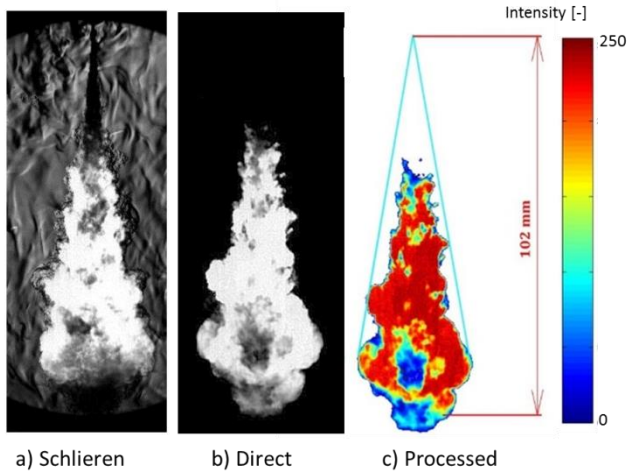 Intensity [-]
250
102 mm
0
a) Schlieren
b) Direct
c) Processed